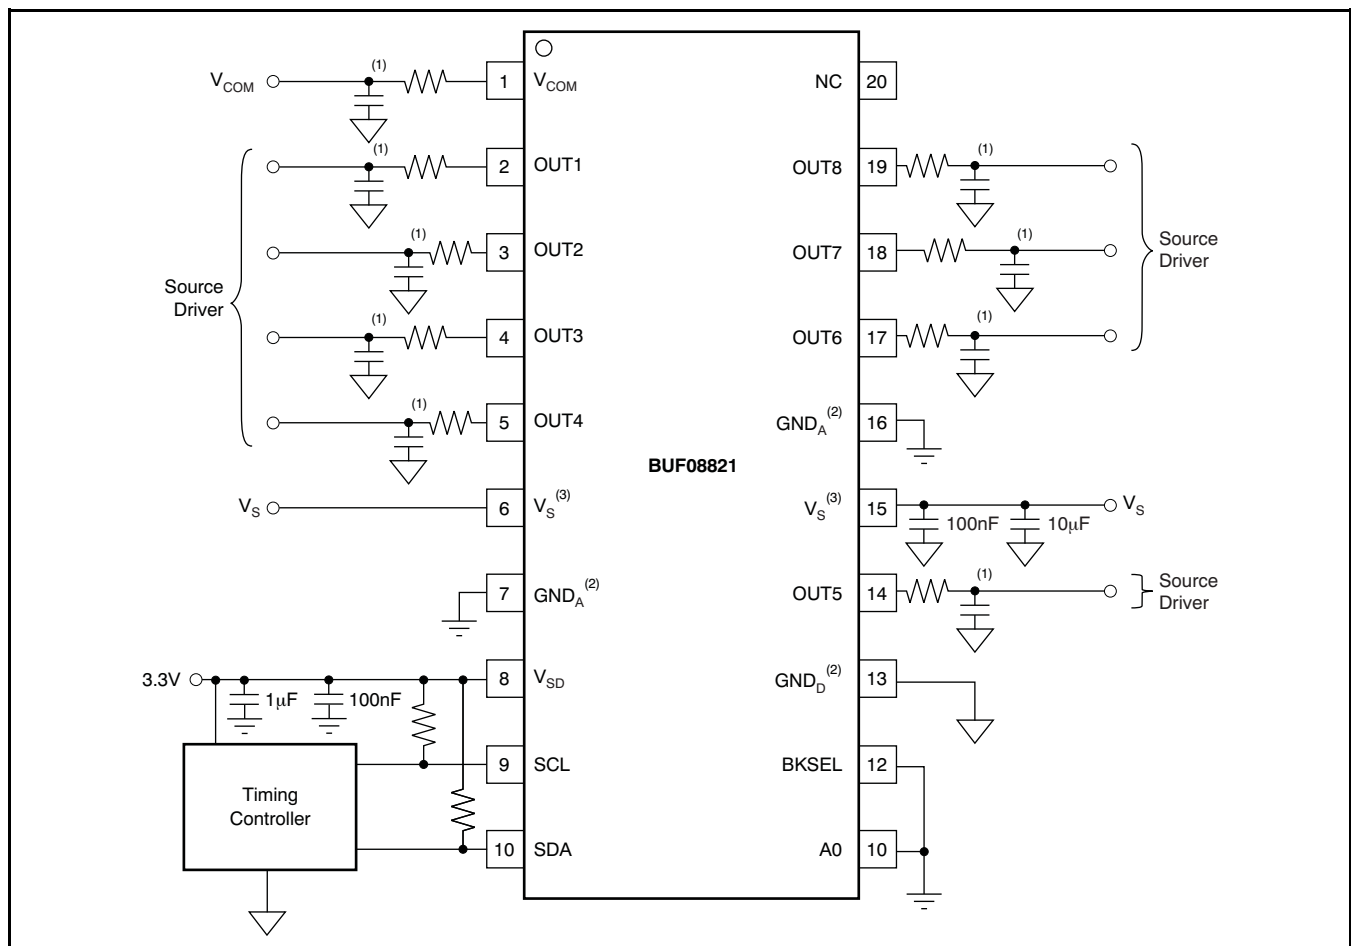 (1)
V_COM
1
V_COM
NC
20
(1)
2
OUT1
OUT8
19
(1)
(1)
3
OUT2
OUT7
18
(1)
Source
Driver
Source
Driver
(1)
4
OUT3
OUT6
17
(1)
(1)
5
OUT4
GND_A(2)
16
BUF08821
V_S
6
V_S(3)
V_S(3)
15
100nF
10μF
V_S
7
GND_A(2)
OUT5
14
(1)
Source
Driver
3.3V
1μF
100nF
8
V_SD
GND_D(2)
13
9
SCL
BKSEL
12
Timing
Controller
10
SDA
A0
10